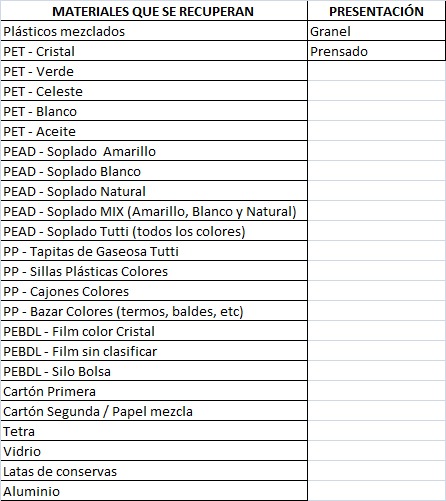 MATERIALES QUE SE RECUPERAN PRESENTACIÓN
Plásticos mezclados Granel
PET - Cristal Prensado
PET - Verde
PET - Celeste
PET - Blanco
PET - Aceite
PEAD - Soplado  Amarillo
PEAD - Soplado Blanco
PEAD - Soplado Natural
PEAD - Soplado MIX (Amarillo, Blanco y Natural)
PEAD - Soplado Tutti (todos los colores)
PP - Tapitas de Gaseosa Tutti
PP - Sillas Plásticas Colores
PP - Cajones Colores
PP - Bazar Colores (termos, baldes, etc)
PEBDL - Film color Cristal
PEBDL - Film sin clasificar
PEBDL - Silo Bolsa
Cartón Primera
Cartón Segunda / Papel mezcla
Tetra
Vidrio
Latas de conservas
Aluminio